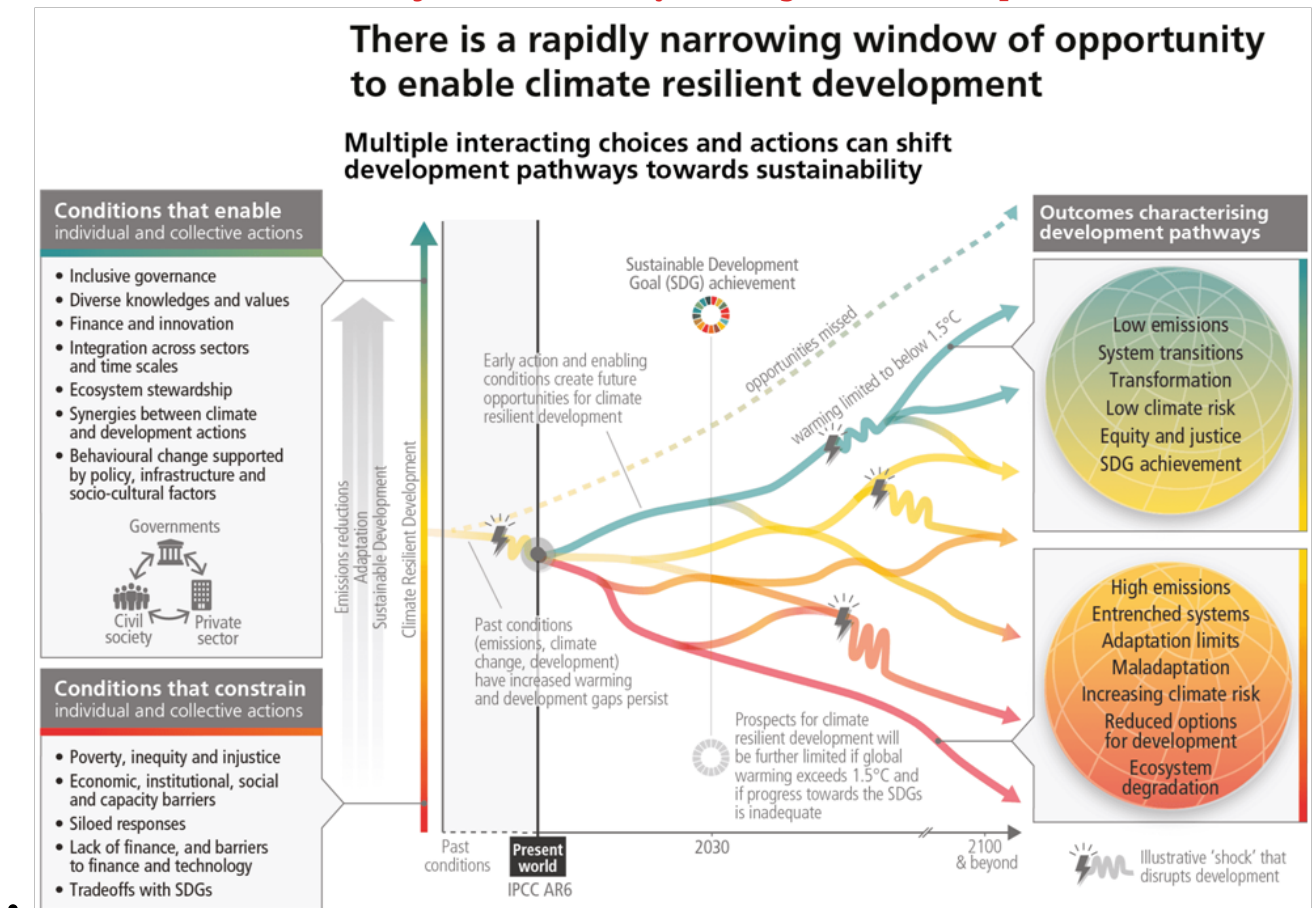 There is a rapidly narrowing window of opportunity
to enable climate resilient development
Multiple interacting choices and actions can shift
development pathways towards sustainability
Conditions that enable
individual and collective actions
• Inclusive governance
• Diverse knowledges and values
• Finance and innovation
• Integration across sectors
and time scales
• Ecosystem stewardship
• Synergies between climate
and development actions
• Behavioural change supported
by policy, infrastructure and
socio-cultural factors
Governments
Civil
society
Private
sector
Conditions that constrain
individual and collective actions
• Poverty, inequity and injustice
• Economic, institutional, social
and capacity barriers
• Siloed responses
• Lack of finance, and barriers
to finance and technology
• Tradeoffs with SDGs
Emissions reductions
Adaptation
Sustainable Development
Climate Resilient Development
Sustainable Development
Goal (SDG) achievement
Early action and enabling
conditions create future
opportunities for climate
resilient development
opportunities missed
warming limited to below 1.5°C
Past conditions
(emissions, climate
change, development)
have increased warming
and development gaps persist
Prospects for climate
resilient development will
be further limited if global
warming exceeds 1.5°C and
if progress towards the SDGs
is inadequate
Past
conditions
Present
world
IPCC AR6
2030
2100
& beyond
Outcomes characterising
development pathways
Low emissions
System transitions
Transformation
Low climate risk
Equity and justice
SDG achievement
High emissions
Entrenched systems
Adaptation limits
Maladaptation
Increasing climate risk
Reduced options
for development
Ecosystem
degradation
Illustrative 'shock' that
disrupts development